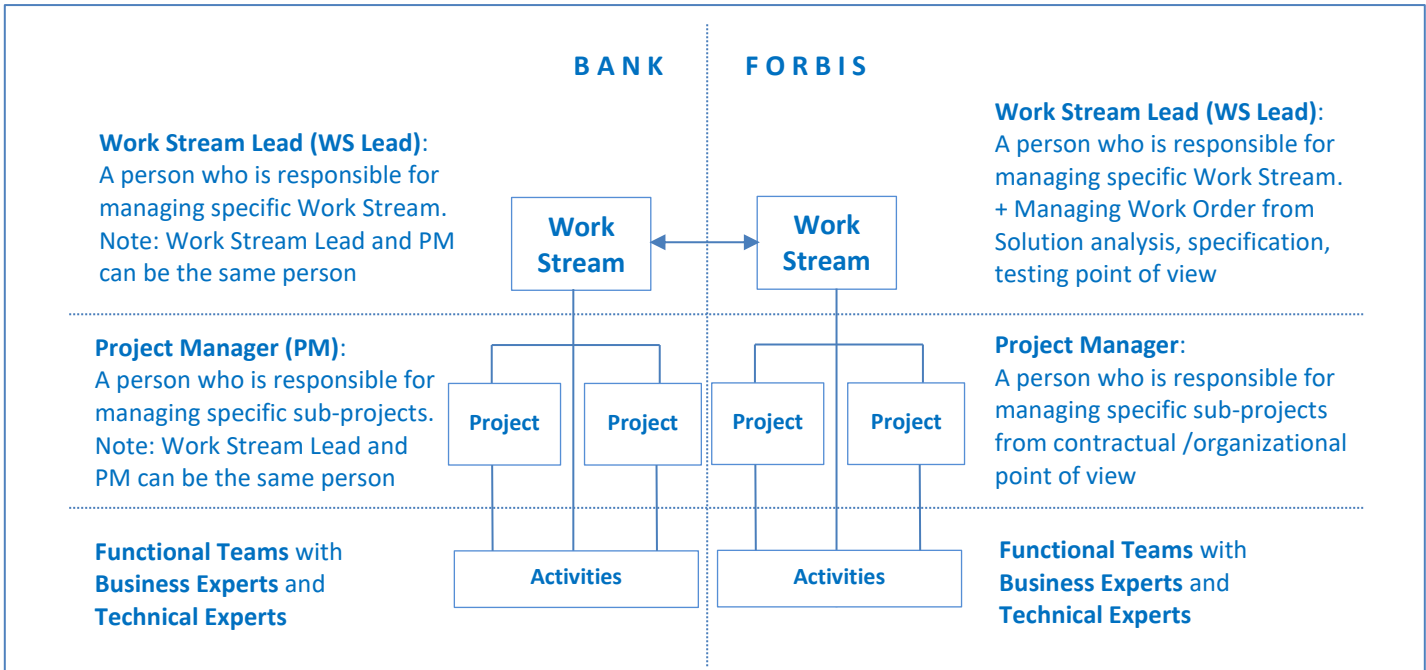 BANK
FORBIS
Work Stream Lead (WS Lead):
A person who is responsible for
managing specific Work Stream.
Note: Work Stream Lead and PM
can be the same person
Work
Stream
Work
Stream
Work Stream Lead (WS Lead):
A person who is responsible for
managing specific Work Stream.
+ Managing Work Order from
Solution analysis, specification,
testing point of view
Project Manager (PM):
A person who is responsible for
managing specific sub-projects.
Note: Work Stream Lead and
PM can be the same person
Project
Project
Project
Project
Project Manager:
A person who is responsible for
managing specific sub-projects
from contractual /organizational
point of view
Functional Teams with
Business Experts and
Technical Experts
Activities
Activities
Functional Teams with
Business Experts and
Technical Experts